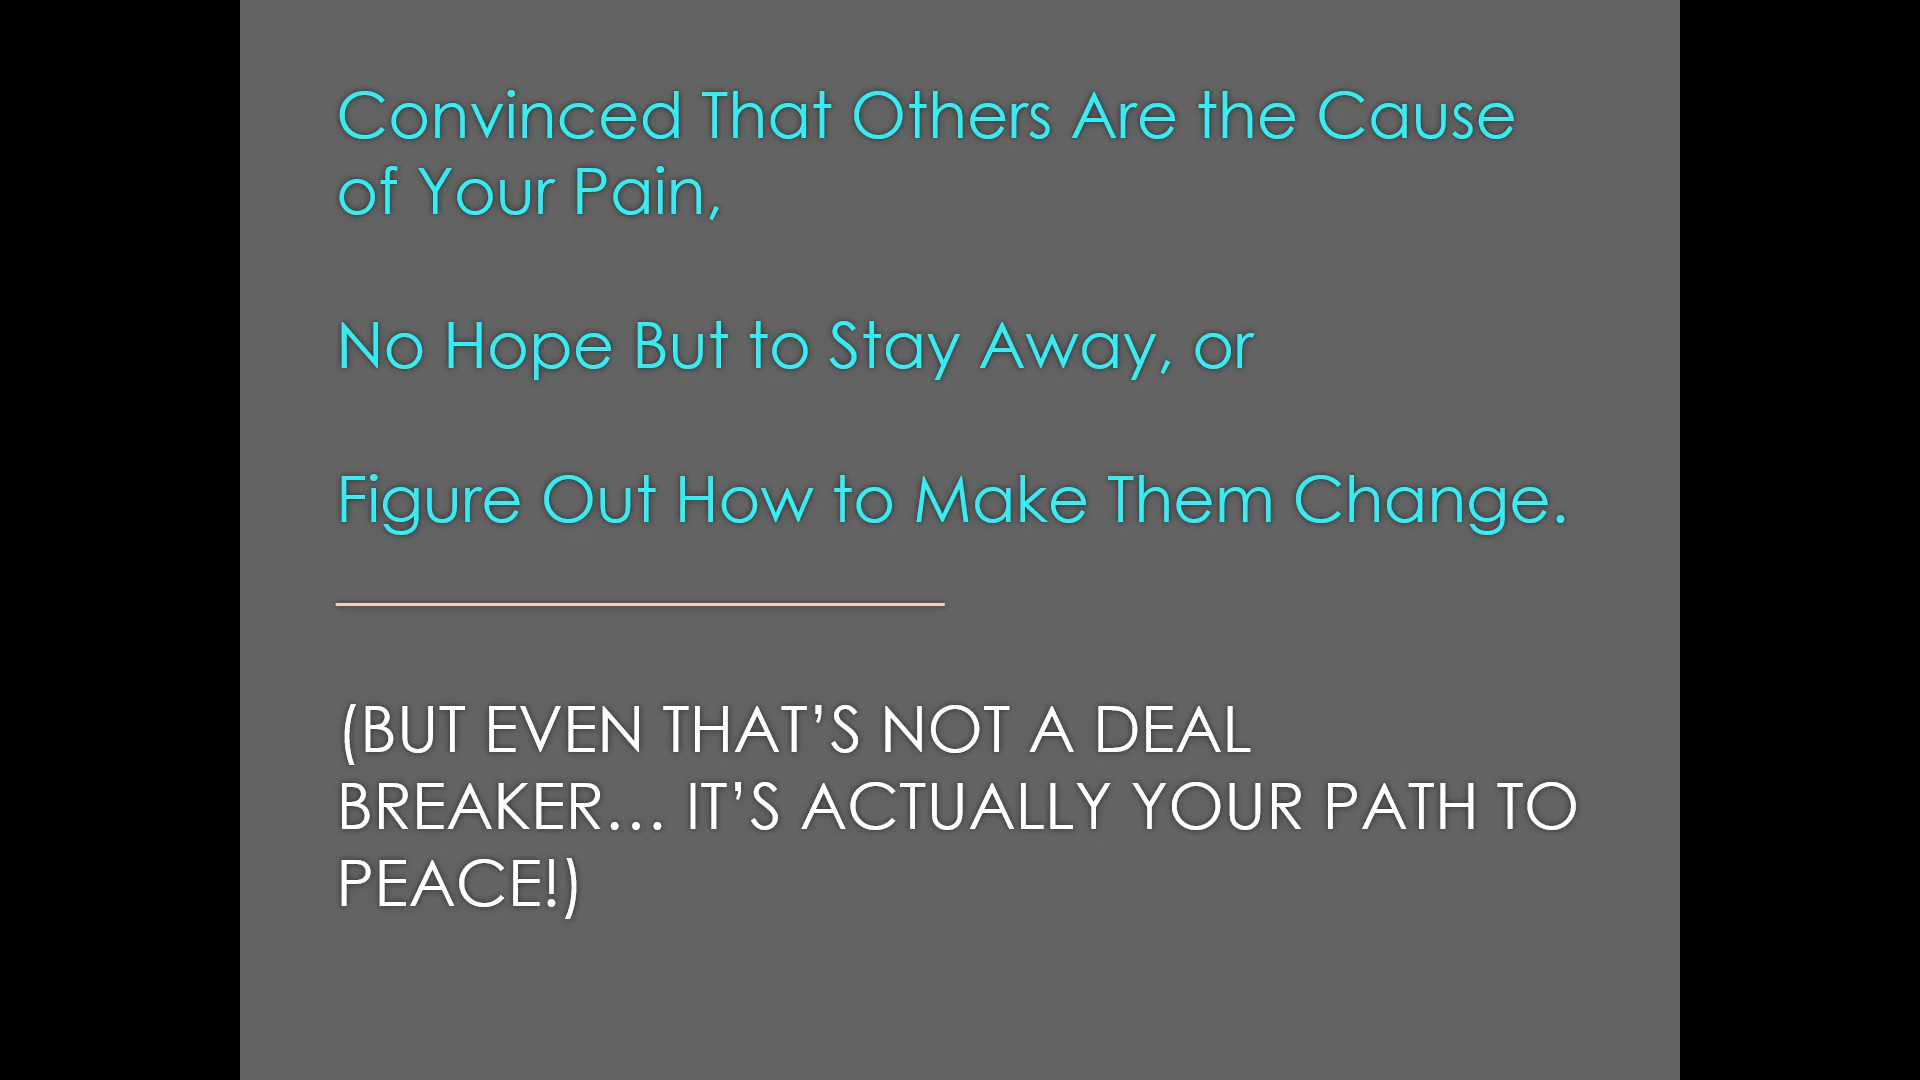 Convinced That Others Are the Cause
of Your Pain,
No Hope But to Stay Away, or
Figure Out How to Make Them Change.
(BUT EVEN THAT’S NOT A DEAL
BREAKER… IT’S ACTUALLY YOUR PATH TO
PEACE!)